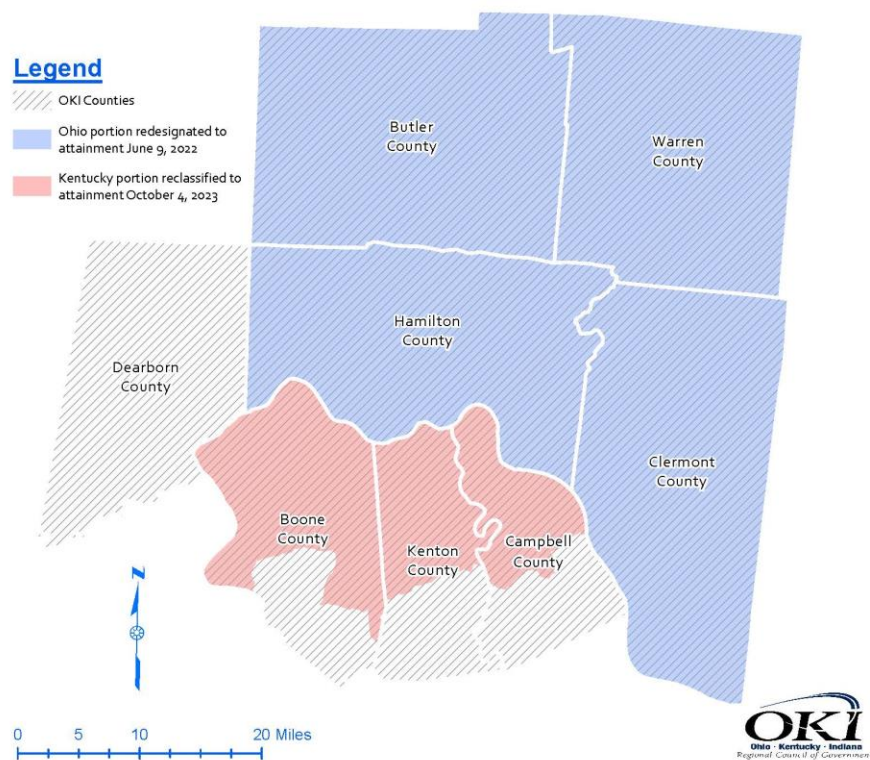 Legend
OKI Counties
Ohio portion redesignated to
attainment June 9, 2022
Kentucky portion reclassified to
attainment October 4, 2023
Butler
County
Warren
County
Hamilton
County
Dearborn
County
Clermont
County
Boone
County
Kenton
County
Campbell
County
N
0 5 10 20 Miles
OKI
Ohio · Kentucky · Indiana
Regional Council of Governmen